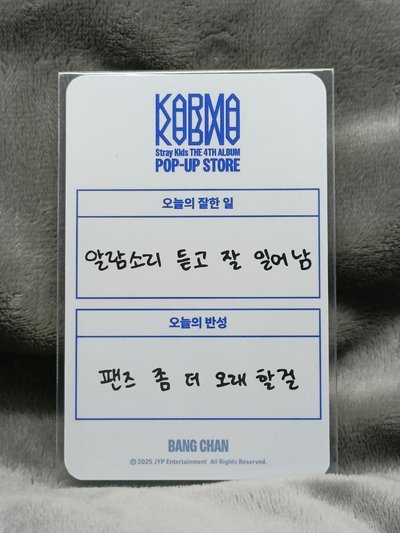 KARMA
Stray Kids THE 4TH ALBUM
POP-UP STORE
오늘의 잘한 일
알람소리 듣고 잘 일어남
오늘의 반성
팬즈 좀 더 오래 할걸
BANG CHAN
©2025 JYP Entertainment All Rights Reserved.